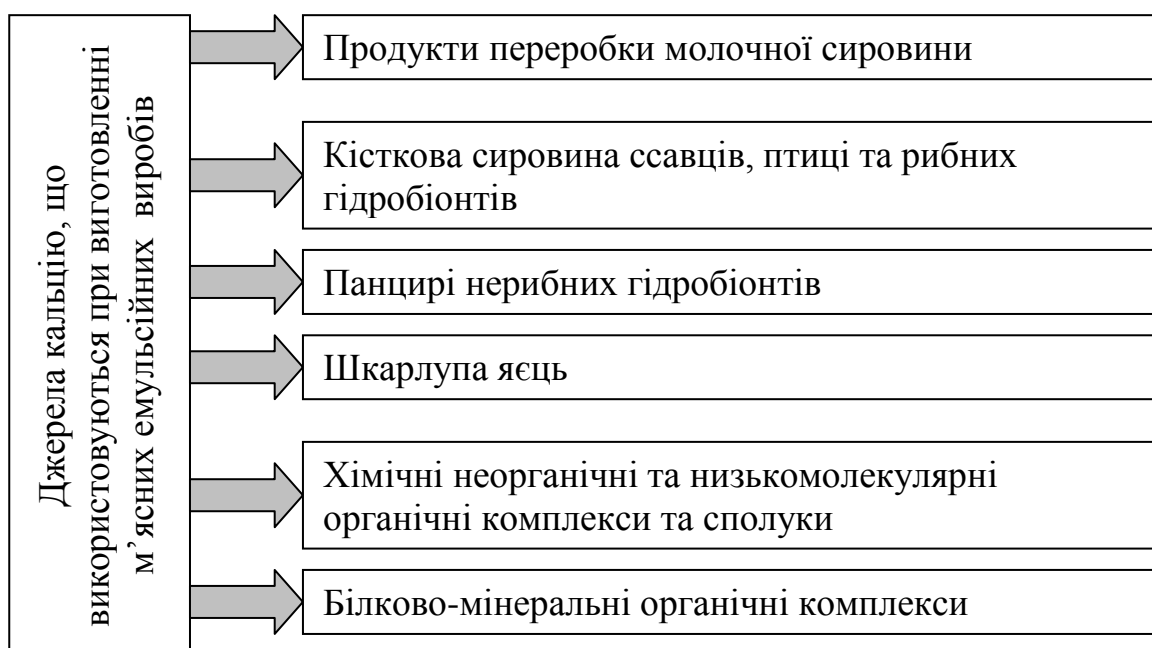 Джерела кальцію, що
використовуються при виготовленні
м’ясних емульсійних виробів
Продукти переробки молочної сировини
Кісткова сировина ссавців, птиці та рибних
гідробіонтів
Панцирі нерибних гідробіонтів
Шкарлупа яєць
Хімічні неорганічні та низькомолекулярні
органічні комплекси та сполуки
Білково-мінеральні органічні комплекси